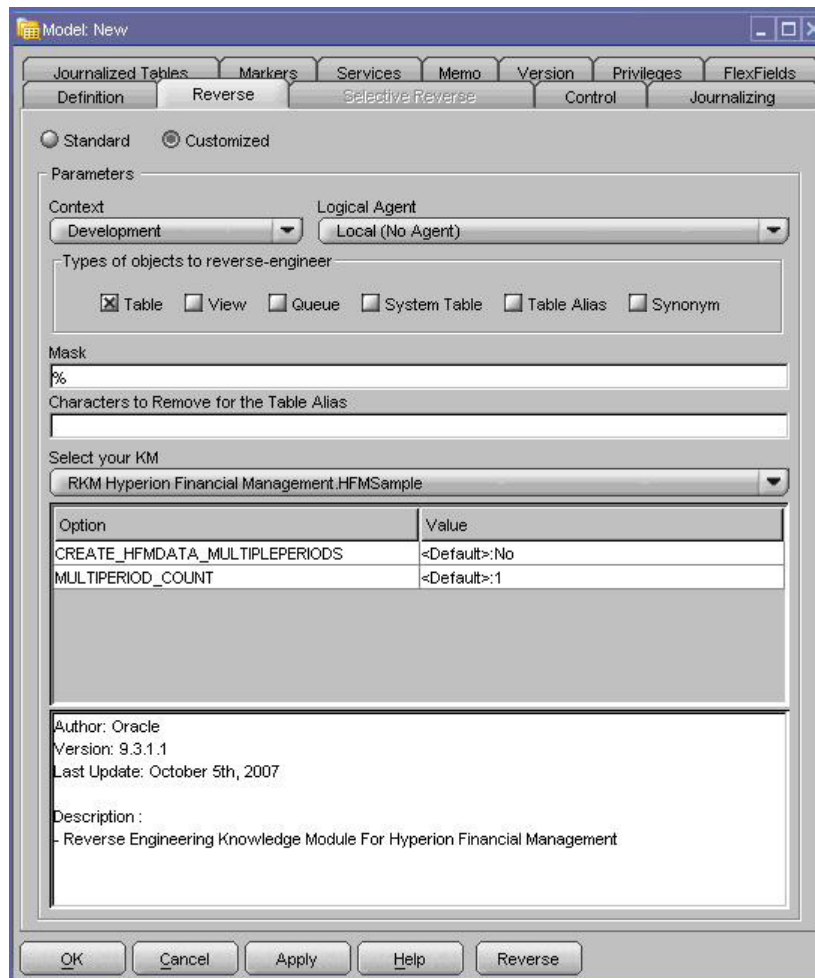 Model: New
Journalized Tables Markers Services Memo Version Privileges FlexFields
Definition Reverse Selective Reverse Control Journalizing
Standard Customized
Parameters
Context Logical Agent
Development Local (No Agent)
Types of objects to reverse-engineer
Table View Queue System Table Table Alias Synonym
Mask
%
Characters to Remove for the Table Alias
Select your KM
RKM Hyperion Financial Management.HFMSample
Option Value
CREATE_HFMDATA_MULTIPLEPERIODS <Default>:No
MULTIPERIOD_COUNT <Default>:1
Author: Oracle
Version: 9.3.1.1
Last Update: October 5th, 2007
Description :
- Reverse Engineering Knowledge Module For Hyperion Financial Management
OK Cancel Apply Help Reverse